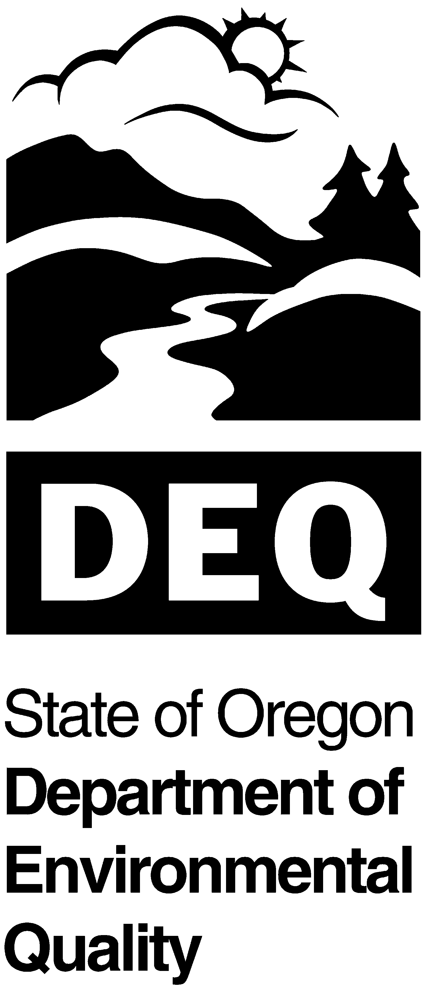 DEQ
State of Oregon
Department of
Environmental
Quality